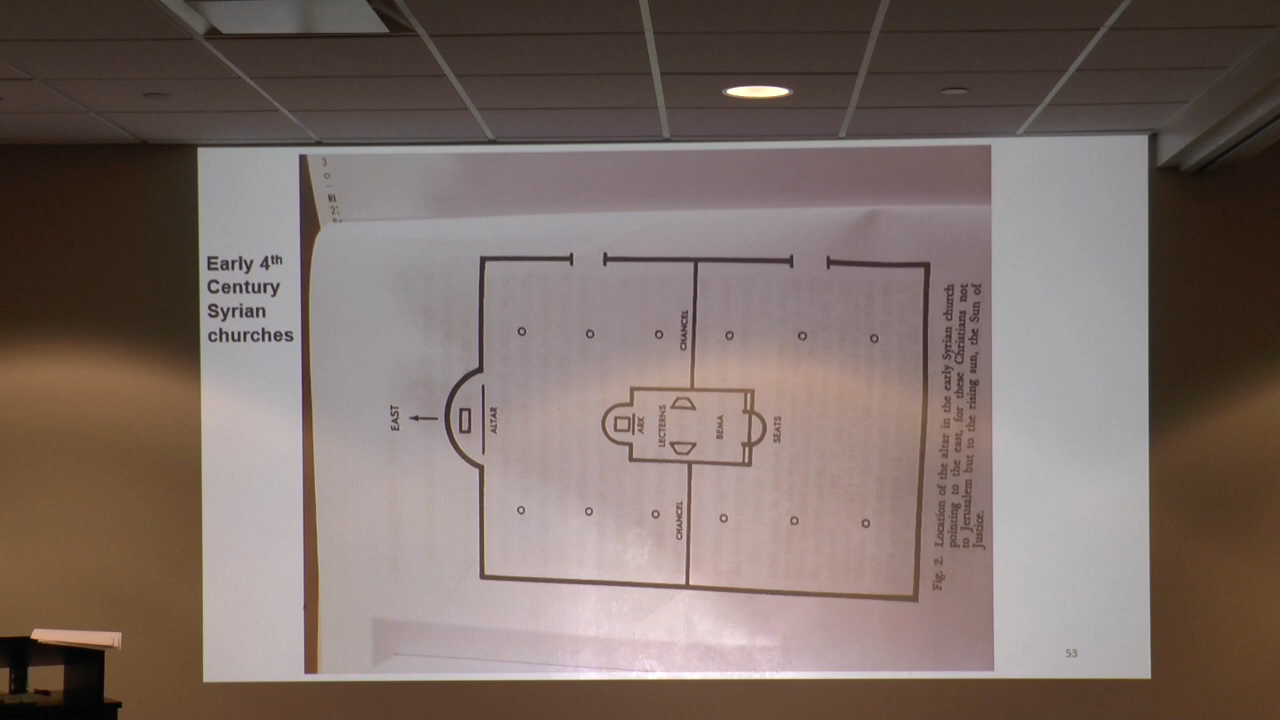 Early 4th
Century
Syrian
churches
EAST
ALTAR
CHANCEL
ARK
LECTERNS
BEMA
SEATS
CHANCEL
Fig. 2. Location of the altar in the early Syrian church
pointing to the east, for these Christians not
to Jerusalem but to the rising sun, the Sun of
Justice.
53